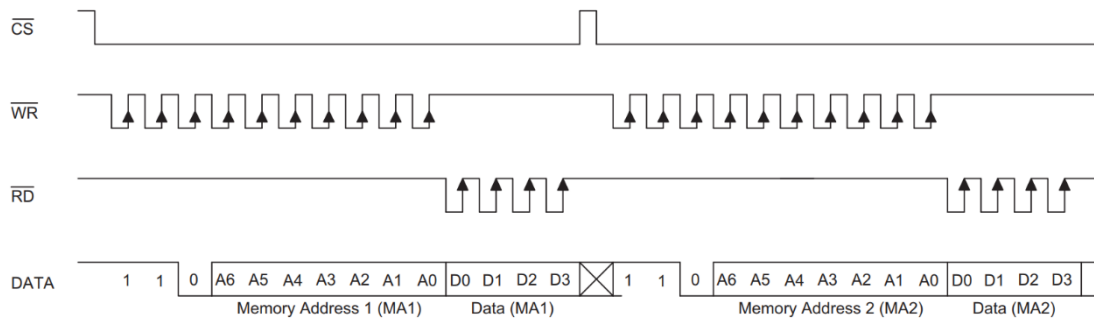 CS
WR
RD
DATA 1 1 0 A6 A5 A4 A3 A2 A1 A0 D0 D1 D2 D3 1 1 0 A6 A5 A4 A3 A2 A1 A0 D0 D1 D2 D3
Memory Address 1 (MA1) Data (MA1) Memory Address 2 (MA2) Data (MA2)